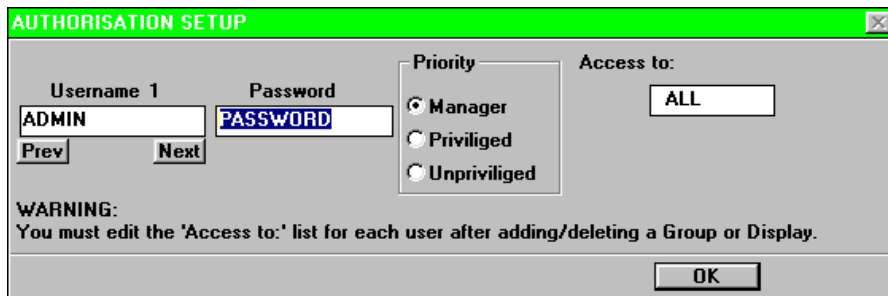 AUTHORISATION SETUP
Username 1
Password
ADMIN
PASSWORD
Prev
Next
Priority
Manager
Priviliged
Unpriviliged
Access to:
ALL
WARNING:
You must edit the 'Access to:' list for each user after adding/deleting a Group or Display.
OK